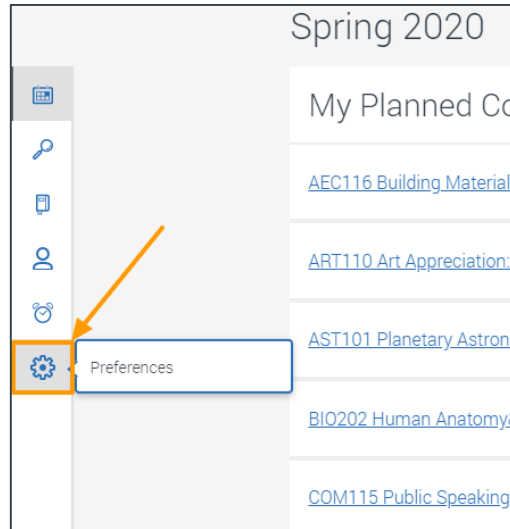 Spring 2020
My Planned
AEC116 Building Material
ART110 Art Appreciation:
AST101 Planetary Astron
Preferences
BIO202 Human Anatomy&
COM115 Public Speaking